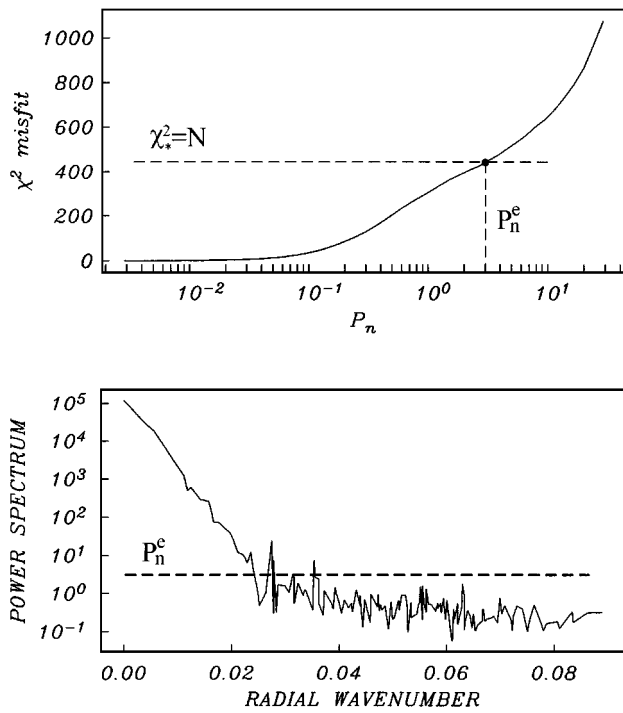 1000
800
600
400
200
0
χ² misfit
χ²*=N
Pₙᵉ
10⁻² 10⁻¹ 10⁰ 10¹
Pₙ
10⁵
10⁴
10³
10²
10¹
10⁰
10⁻¹
POWER SPECTRUM
Pₙᵉ
0.00 0.02 0.04 0.06 0.08
RADIAL WAVENUMBER